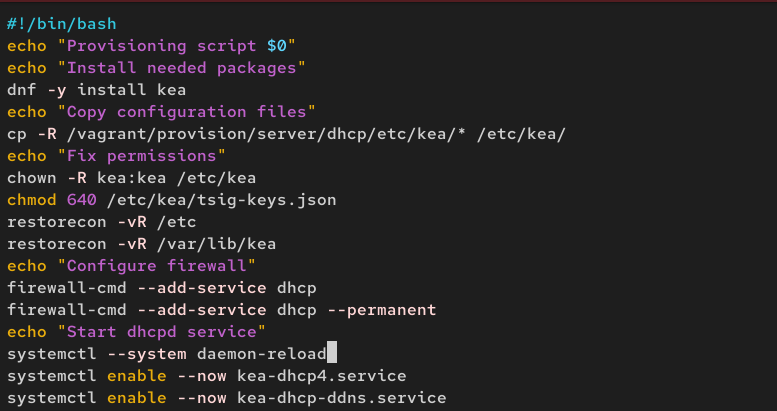 #!/bin/bash
echo "Provisioning script $0"
echo "Install needed packages"
dnf -y install kea
echo "Copy configuration files"
cp -R /vagrant/provision/server/dhcp/etc/kea/* /etc/kea/
echo "Fix permissions"
chown -R kea:kea /etc/kea
chmod 640 /etc/kea/tsig-keys.json
restorecon -vR /etc
restorecon -vR /var/lib/kea
echo "Configure firewall"
firewall-cmd --add-service dhcp
firewall-cmd --add-service dhcp --permanent
echo "Start dhcpd service"
systemctl --system daemon-reload
systemctl enable --now kea-dhcp4.service
systemctl enable --now kea-dhcp-ddns.service